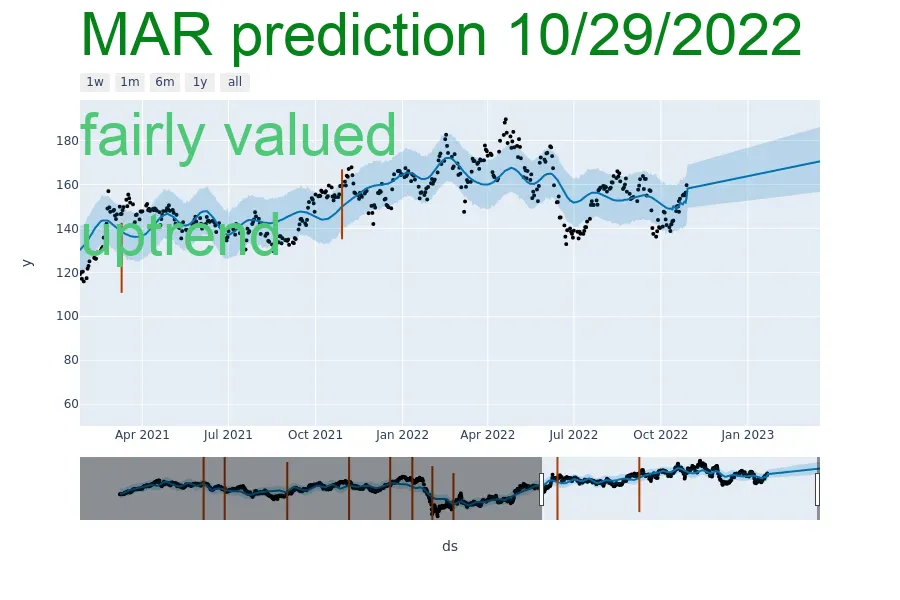 MAR prediction 10/29/2022
1w 1m 6m 1y all
fairly valued
180
160
uptrend
140
120
100
80
60
y
Apr 2021 Jul 2021 Oct 2021 Jan 2022 Apr 2022 Jul 2022 Oct 2022 Jan 2023
ds